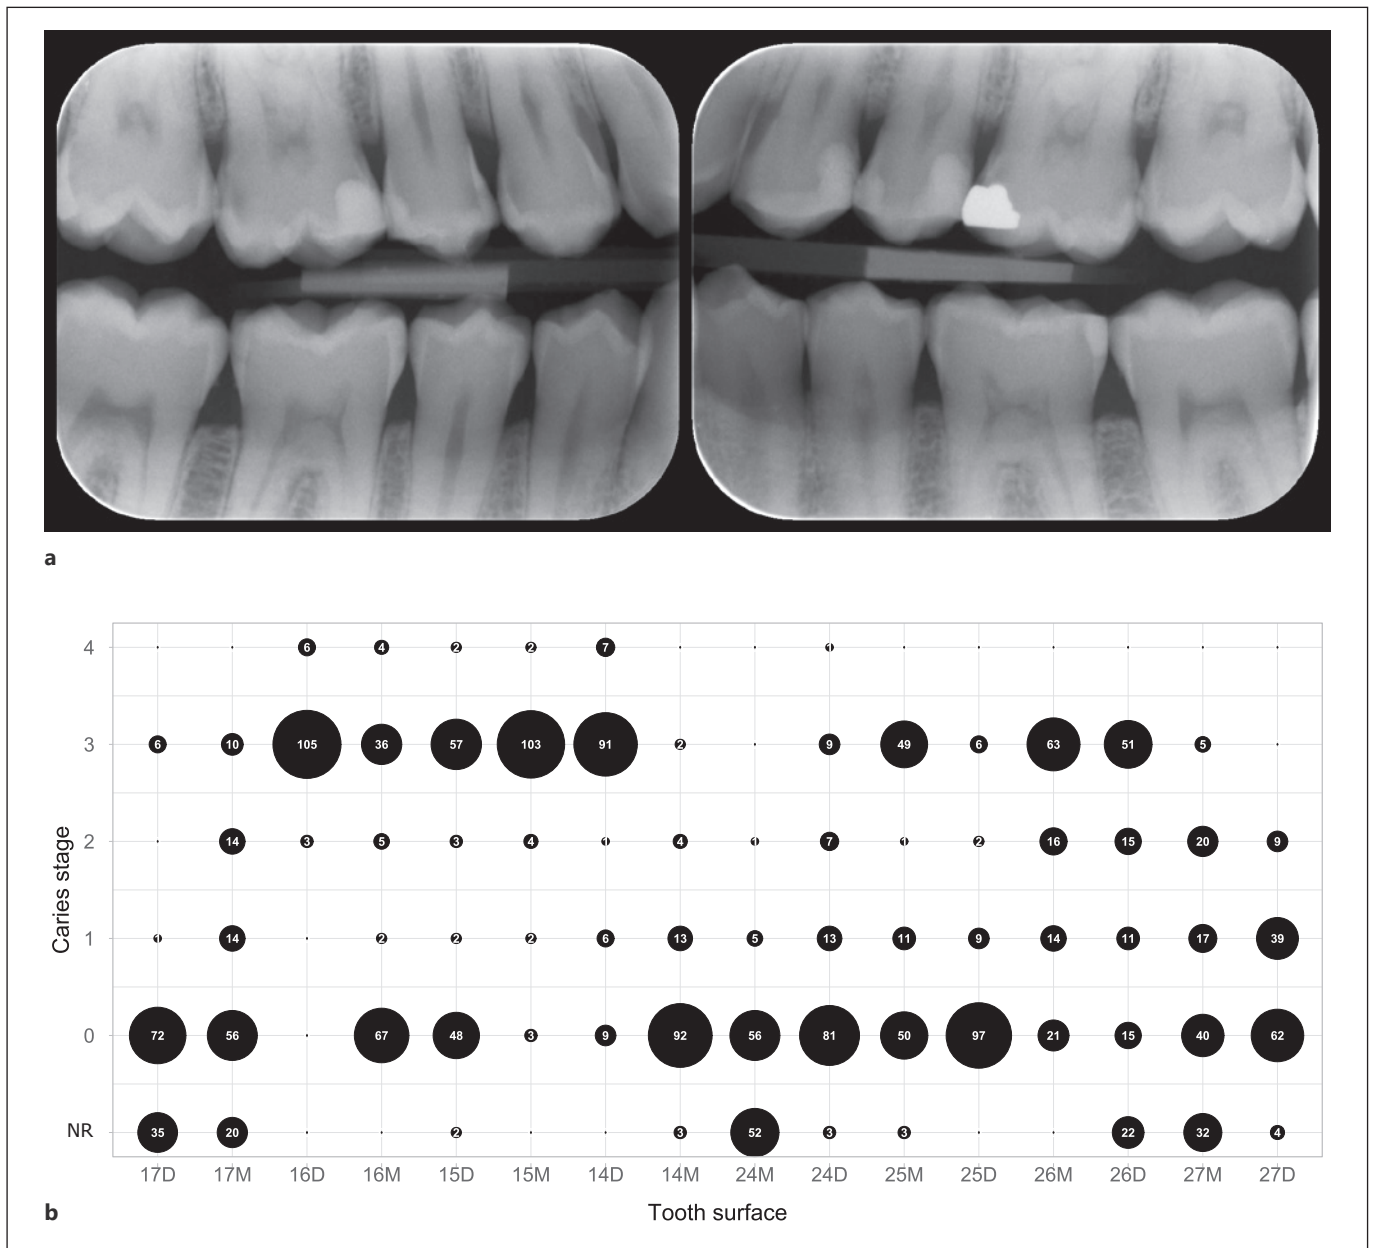 a
4 6 4 2 2 7 1
3 6 10 105 36 57 103 91 2 9 49 6 63 51 5
2 14 3 5 3 4 1 4 1 7 1 2 16 15 20 9
1 1 14 2 2 2 6 13 5 13 11 9 14 11 17 39
0 72 56 67 48 3 9 92 56 81 50 97 21 15 40 62
NR 35 20 2 3 52 3 3 22 32 4
Caries stage
17D 17M 16D 16M 15D 15M 14D 14M 24M 24D 25M 25D 26M 26D 27M 27D
b Tooth surface